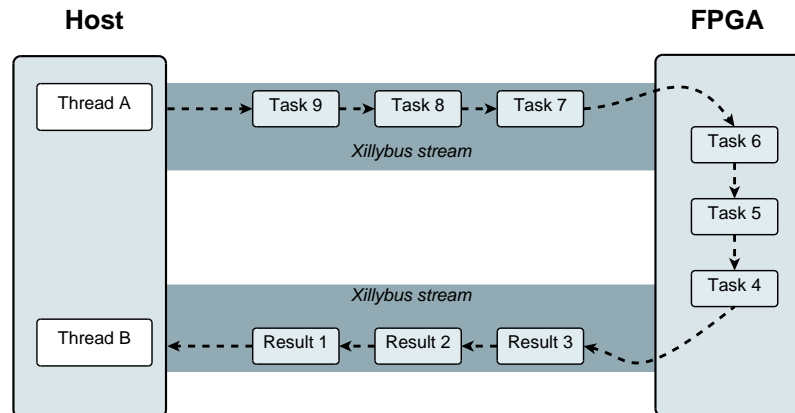 Host
FPGA
Thread A
Task 9
Task 8
Task 7
Xillybus stream
Task 6
Task 5
Task 4
Xillybus stream
Thread B
Result 1
Result 2
Result 3